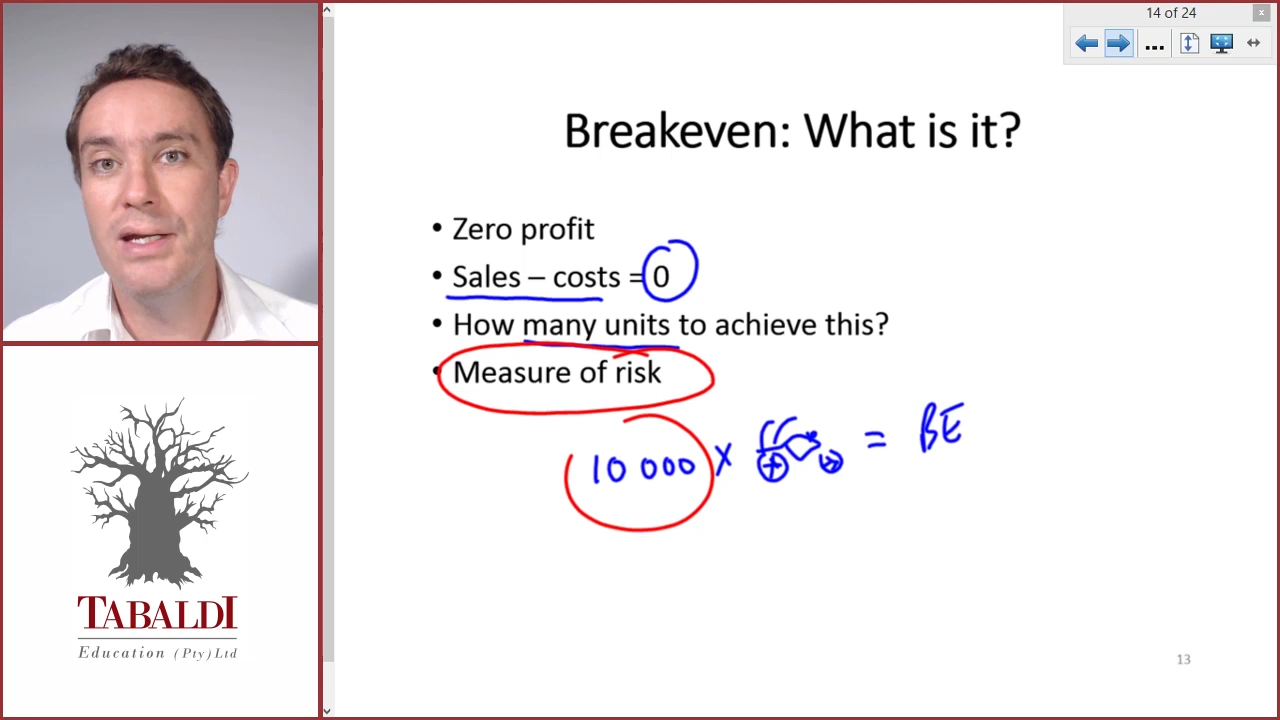 14 of 24
Breakeven: What is it?
• Zero profit
• Sales – costs = 0
• How many units to achieve this?
• Measure of risk
10 000 x = BE
TABALDI
Education (Pty) Ltd
13